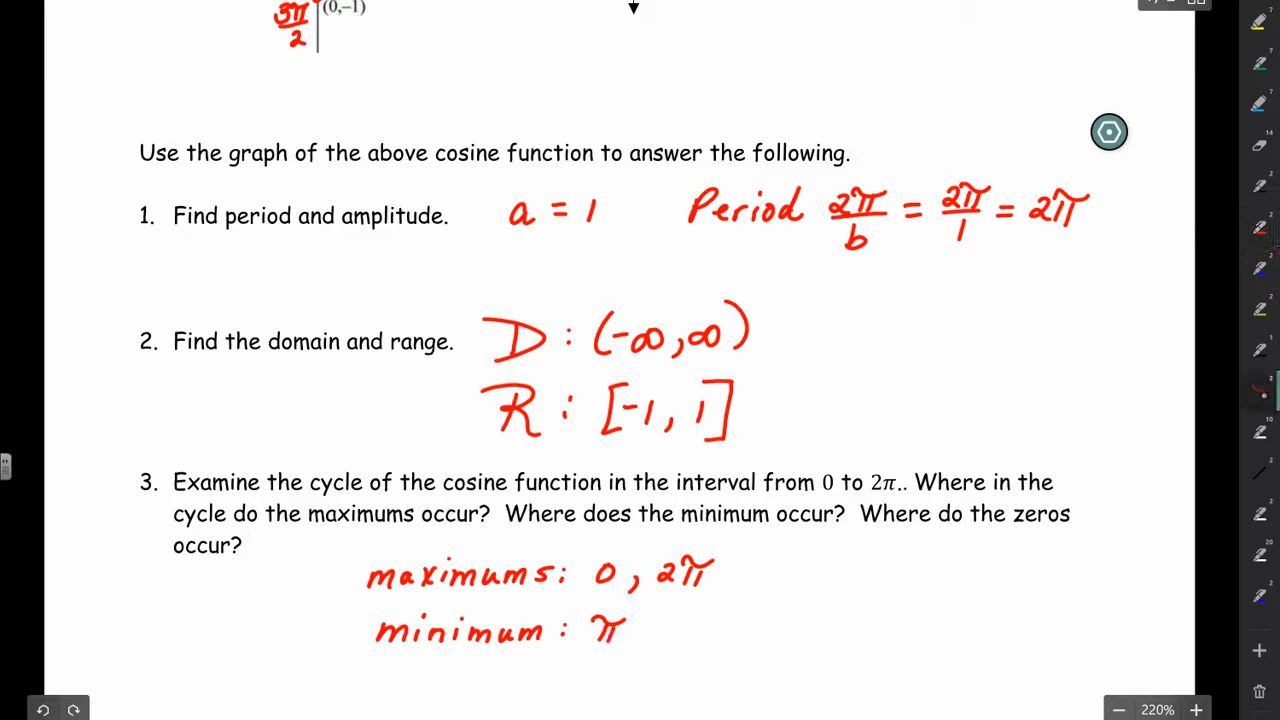 3π/2 (0,−1)
Use the graph of the above cosine function to answer the following.
1. Find period and amplitude. a = 1 Period 2π/b = 2π/1 = 2π
2. Find the domain and range. D : (-∞,∞)
R : [-1, 1]
3. Examine the cycle of the cosine function in the interval from 0 to 2π.. Where in the
cycle do the maximums occur? Where does the minimum occur? Where do the zeros
occur?
maximums: 0, 2π
minimum: π
220%